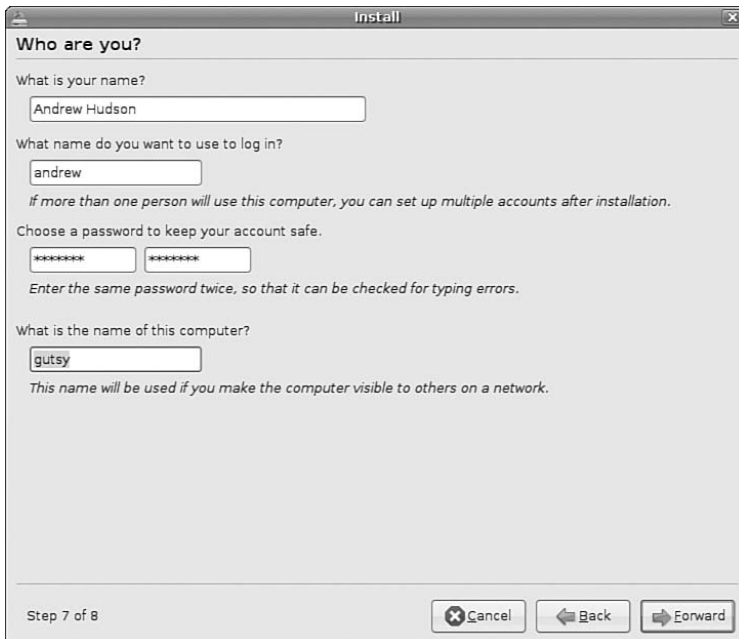 Install
Who are you?
What is your name?
Andrew Hudson
What name do you want to use to log in?
andrew
If more than one person will use this computer, you can set up multiple accounts after installation.
Choose a password to keep your account safe.
******* *******
Enter the same password twice, so that it can be checked for typing errors.
What is the name of this computer?
gutsy
This name will be used if you make the computer visible to others on a network.
Step 7 of 8
Cancel Back Forward